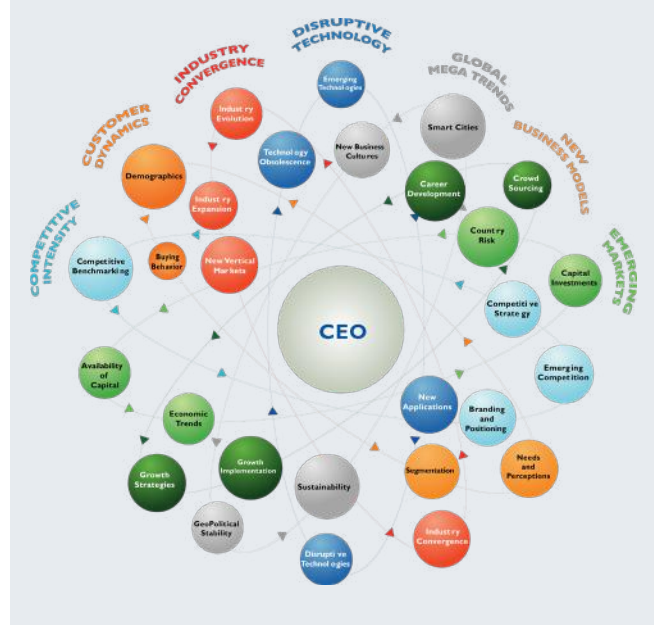 DISRUPTIVE
TECHNOLOGY
INDUSTRY
CONVERGENCE
GLOBAL
MEGA TRENDS
CUSTOMER
DYNAMICS
NEW
BUSINESS MODELS
COMPETITIVE
INTENSITY
EMERGING
MARKETS
Emerging
Technologies
Industry
Evolution
Smart Cities
Technology
Obsolescence
New Business
Cultures
Demographics
Career
Development
Crowd
Sourcing
Industry
Expansion
Country
Risk
Competitive
Benchmarking
Buying
Behavior
New Vertical
Markets
Capital
Investments
Competitive
Strategy
CEO
Availability
of
Capital
Emerging
Competition
Economic
Trends
New
Applications
Branding
and
Positioning
Growth
Strategies
Growth
Implementation
Sustainability
Segmentation
Needs
and
Perceptions
GeoPolitical
Stability
Disruptive
Technologies
Industry
Convergence